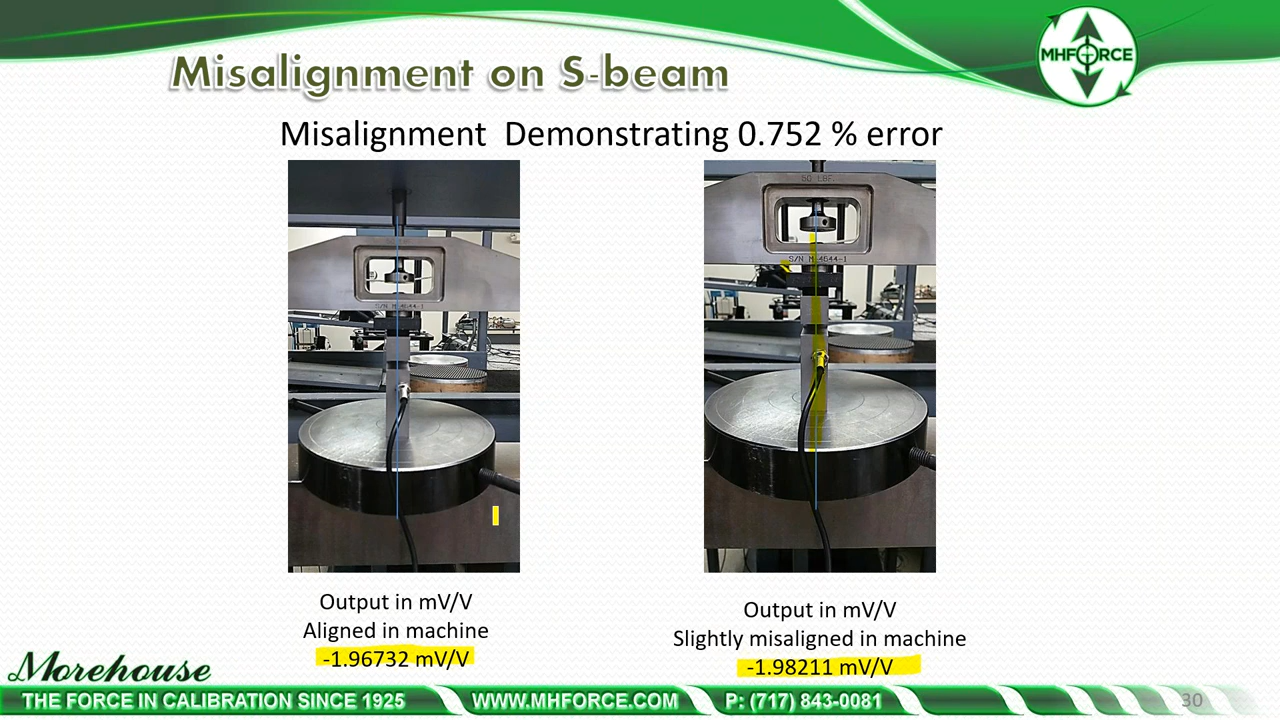 Misalignment on S-beam
MHFORCE
Misalignment  Demonstrating 0.752 % error
50 LBF.
S/N M-4644-1
S/N M-4644-1
Output in mV/V
Aligned in machine
-1.96732 mV/V
Output in mV/V
Slightly misaligned in machine
-1.98211 mV/V
Morehouse
THE FORCE IN CALIBRATION SINCE 1925
WWW.MHFORCE.COM
P: (717) 843-0081
30